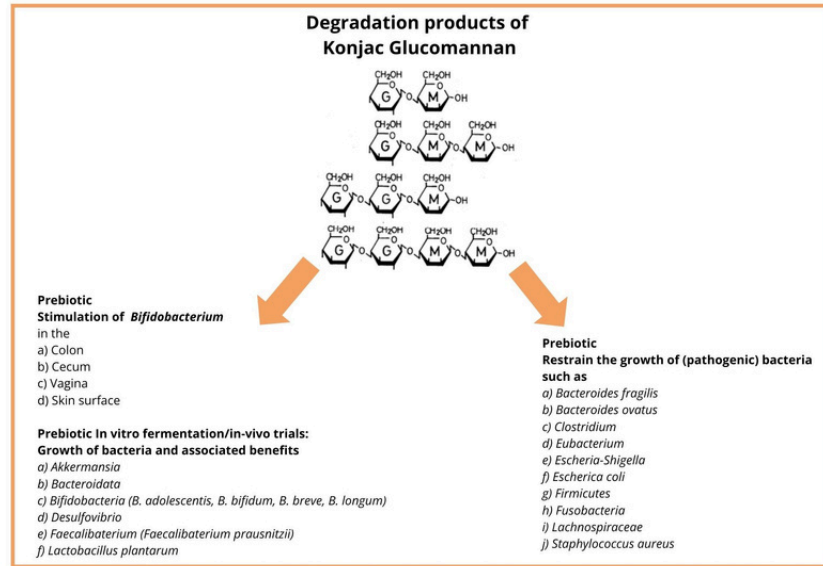 Degradation products of
Konjac Glucomannan
CH₂OH CH₂OH
O O
G O M OH
CH₂OH CH₂OH CH₂OH
O O O
G O M O M OH
CH₂OH CH₂OH CH₂OH
O O O
G O G O M OH
CH₂OH CH₂OH CH₂OH CH₂OH
O O O O
G O G O M O M OH
Prebiotic
Stimulation of Bifidobacterium
in the
a) Colon
b) Cecum
c) Vagina
d) Skin surface
Prebiotic In vitro fermentation/in-vivo trials:
Growth of bacteria and associated benefits
a) Akkermansia
b) Bacteroidata
c) Bifidobacteria (B. adolescentis, B. bifidum, B. breve, B. longum)
d) Desulfovibrio
e) Faecalibaterium (Faecalibaterium prausnitzii)
f) Lactobacillus plantarum
Prebiotic
Restrain the growth of (pathogenic) bacteria
such as
a) Bacteroides fragilis
b) Bacteroides ovatus
c) Clostridium
d) Eubacterium
e) Escheria-Shigella
f) Escherica coli
g) Firmicutes
h) Fusobacteria
i) Lachnospiraceae
j) Staphylococcus aureus